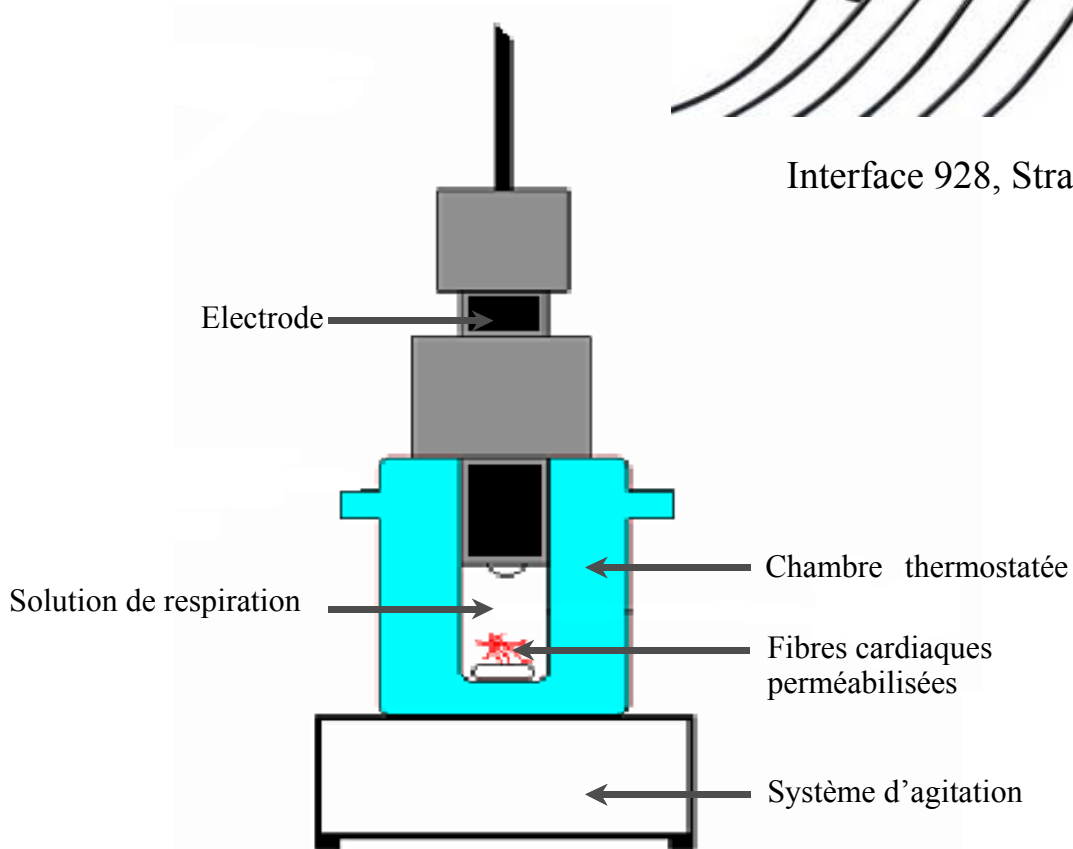 Interface 928, Stra
Electrode
Chambre thermostatée
Solution de respiration
Fibres cardiaques
perméabilisées
Système d’agitation